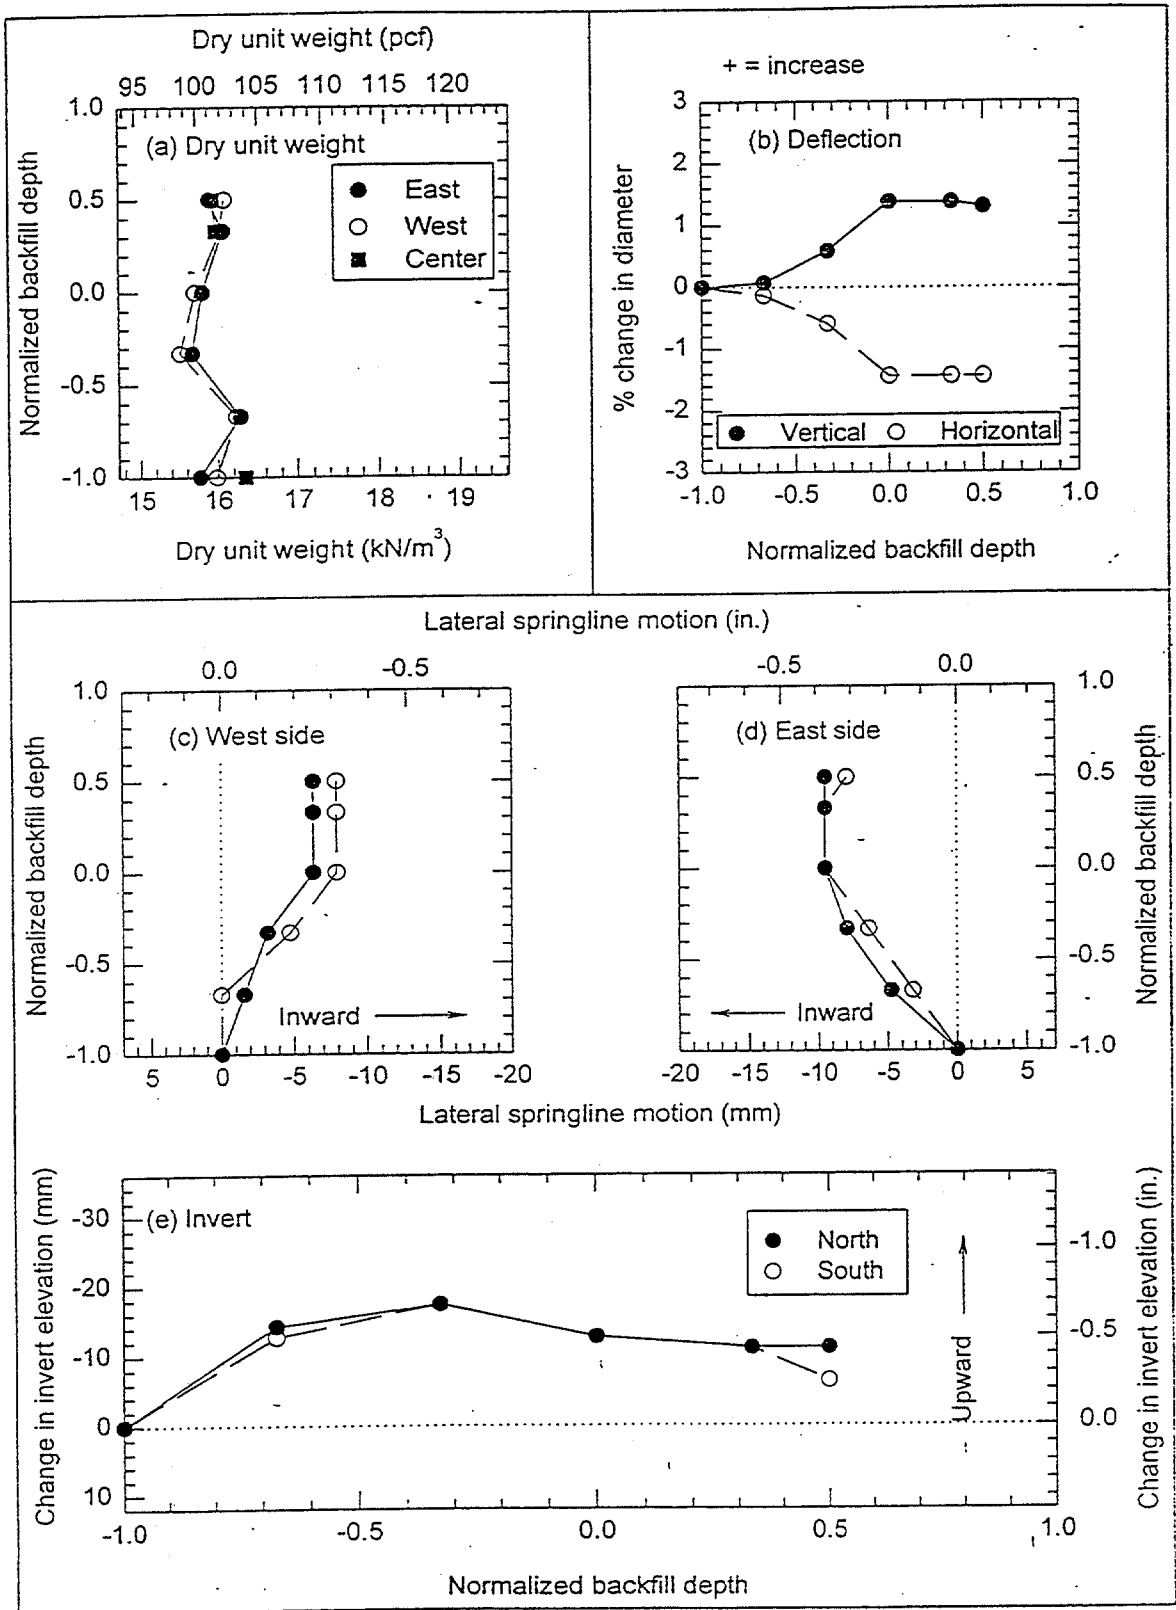 Dry unit weight (pcf)
95 100 105 110 115 120
1.0
(a) Dry unit weight
East
West
Center
0.5
0.0
-0.5
-1.0
Normalized backfill depth
15 16 17 18 19
Dry unit weight (kN/m³)
+ = increase
3
(b) Deflection
2
1
0
-1
-2
-3
% change in diameter
Vertical Horizontal
-1.0 -0.5 0.0 0.5 1.0
Normalized backfill depth
Lateral springline motion (in.)
0.0 -0.5
1.0
(c) West side
0.5
0.0
-0.5
-1.0
Normalized backfill depth
Inward
5 0 -5 -10 -15 -20
-0.5 0.0
1.0
(d) East side
0.5
0.0
-0.5
-1.0
Normalized backfill depth
Inward
-20 -15 -10 -5 0 5
Lateral springline motion (mm)
(e) Invert
-30
-20
-10
0
10
Change in invert elevation (mm)
North
South
Upward
-1.0
-0.5
0.0
Change in invert elevation (in.)
-1.0 -0.5 0.0 0.5 1.0
Normalized backfill depth